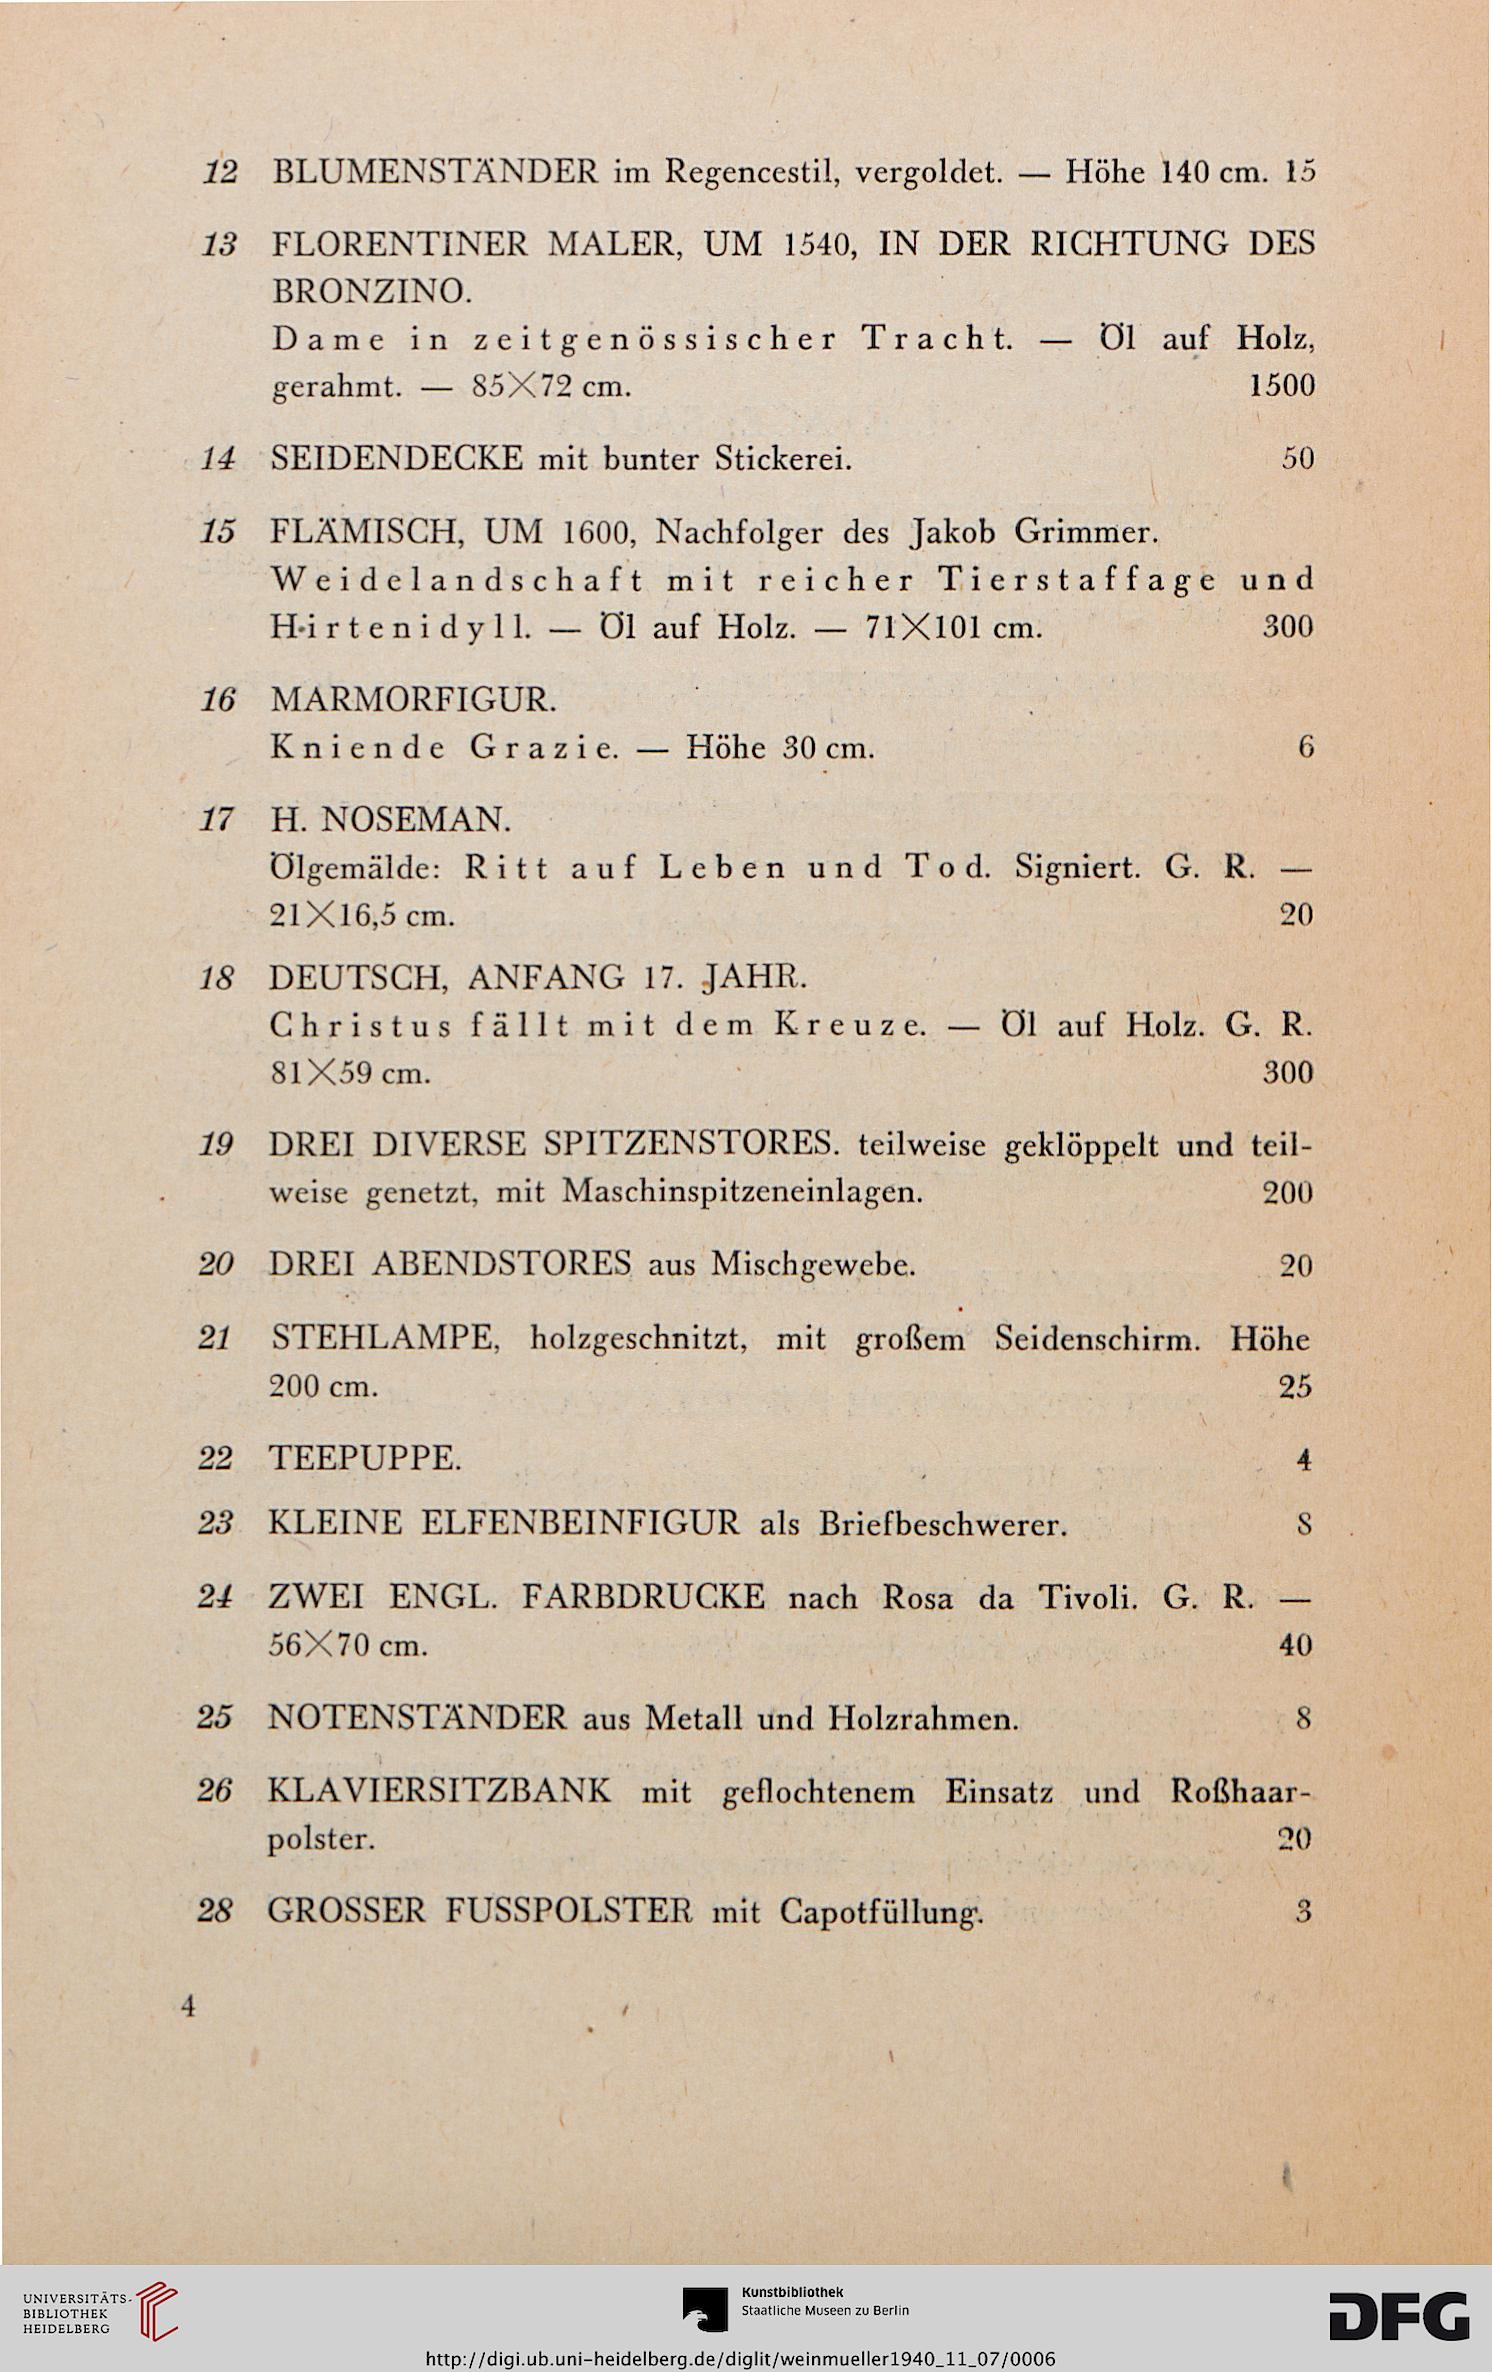 12 BLUMENSTÄNDER im Regencestil, vergoldet. — Höhe 140 cm. 15
13 FLORENTINER MALER, UM 1540, IN DER RICHTUNG DES
BRONZINO.
Dame in zeitgenössischer Tracht. — Öl auf Holz,
gerahmt. — 85×72 cm. 1500
14 SEIDENDECKE mit bunter Stickerei. 50
15 FLÄMISCH, UM 1600, Nachfolger des Jakob Grimmer.
Weidelandschaft mit reicher Tierstaffage und
Hirtenidyll. — Öl auf Holz. — 71×101 cm. 300
16 MARMORFIGUR.
Kniende Grazie. — Höhe 30 cm. 6
17 H. NOSEMAN.
Ölgemälde: Ritt auf Leben und Tod. Signiert. G. R. —
21×16,5 cm. 20
18 DEUTSCH, ANFANG 17. JAHR.
Christus fällt mit dem Kreuze. — Öl auf Holz. G. R.
81×59 cm. 300
19 DREI DIVERSE SPITZENSTORES. teilweise geklöppelt und teil-
weise genetzt, mit Maschinspitzeneinlagen. 200
20 DREI ABENDSTORES aus Mischgewebe. 20
21 STEHLAMPE, holzgeschnitzt, mit großem Seidenschirm. Höhe
200 cm. 25
22 TEEPUPPE. 4
23 KLEINE ELFENBEINFIGUR als Briefbeschwerer. 8
24 ZWEI ENGL. FARBDRUCKE nach Rosa da Tivoli. G. R. —
56×70 cm. 40
25 NOTENSTÄNDER aus Metall und Holzrahmen. 8
26 KLAVIERSITZBANK mit geflochtenem Einsatz und Roßhaar-
polster. 20
28 GROSSER FUSSPOLSTER mit Capotfüllung. 3
4
UNIVERSITÄTS-
BIBLIOTHEK
HEIDELBERG
Kunstbibliothek
Staatliche Museen zu Berlin
DFG
http://digi.ub.uni-heidelberg.de/diglit/weinmueller1940_11_07/0006